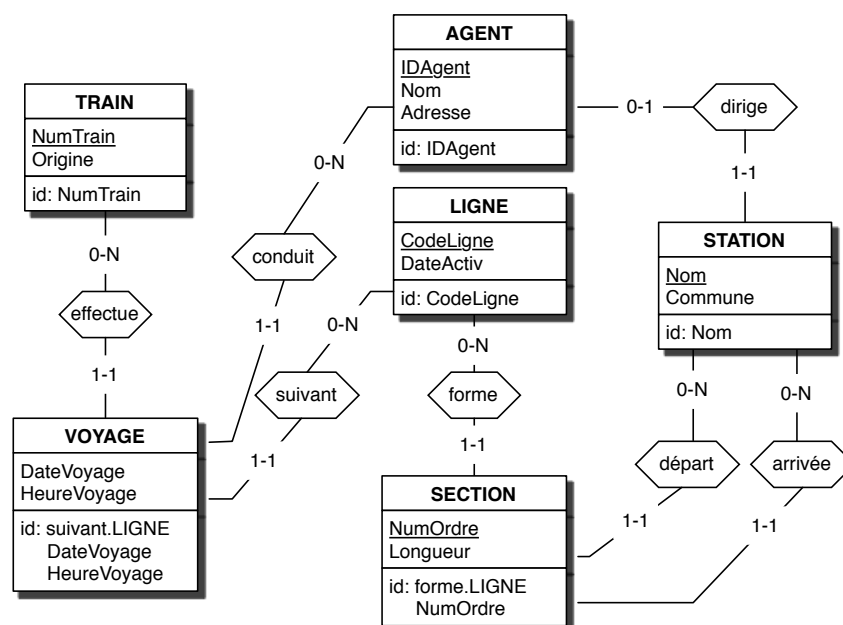 AGENT
IDAgent
Nom
Adresse
id: IDAgent
0-1
dirige
1-1
TRAIN
NumTrain
Origine
id: NumTrain
0-N
effectue
1-1
0-N
conduit
1-1
LIGNE
CodeLigne
DateActiv
id: CodeLigne
0-N
suivant
1-1
0-N
forme
1-1
STATION
Nom
Commune
id: Nom
0-N
départ
1-1
0-N
arrivée
1-1
VOYAGE
DateVoyage
HeureVoyage
id: suivant.LIGNE
DateVoyage
HeureVoyage
SECTION
NumOrdre
Longueur
id: forme.LIGNE
NumOrdre